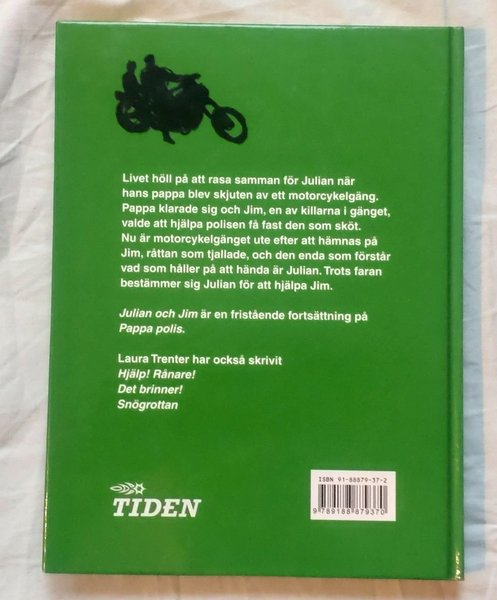 Livet höll på att rasa samman för Julian när
hans pappa blev skjuten av ett motorcykelgäng.
Pappa klarade sig och Jim, en av killarna i gänget,
valde att hjälpa polisen få fast den som sköt.
Nu är motorcykelgänget ute efter att hämnas på
Jim, råttan som tjallade, och den enda som förstår
vad som håller på att hända är Julian. Trots faran
bestämmer sig Julian för att hjälpa Jim.
Julian och Jim är en fristående fortsättning på
Pappa polis.
Laura Trenter har också skrivit
Hjälp! Rånare!
Det brinner!
Snögrottan
ISBN 91-88879-37-2
9 789188 879370
TIDEN